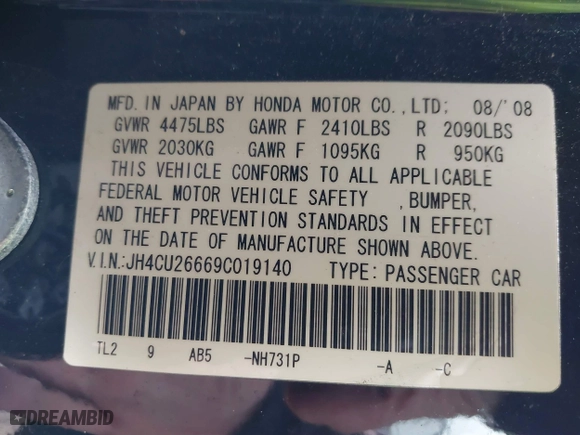 MFD. IN JAPAN BY HONDA MOTOR CO.,LTD: 08/'08
GVWR 4475LBS GAWR F 2410LBS R 2090LBS
GVWR 2030KG GAWR F 1095KG R 950KG
THIS VEHICLE CONFORMS TO ALL APPLICABLE
FEDERAL MOTOR VEHICLE SAFETY ,BUMPER,
AND THEFT PREVENTION STANDARDS IN EFFECT
ON THE DATE OF MANUFACTURE SHOWN ABOVE.
V.I.N:JH4CU26669C019140 TYPE: PASSENGER CAR
TL2 9 AB5 -NH731P -A -C
DREAMBID